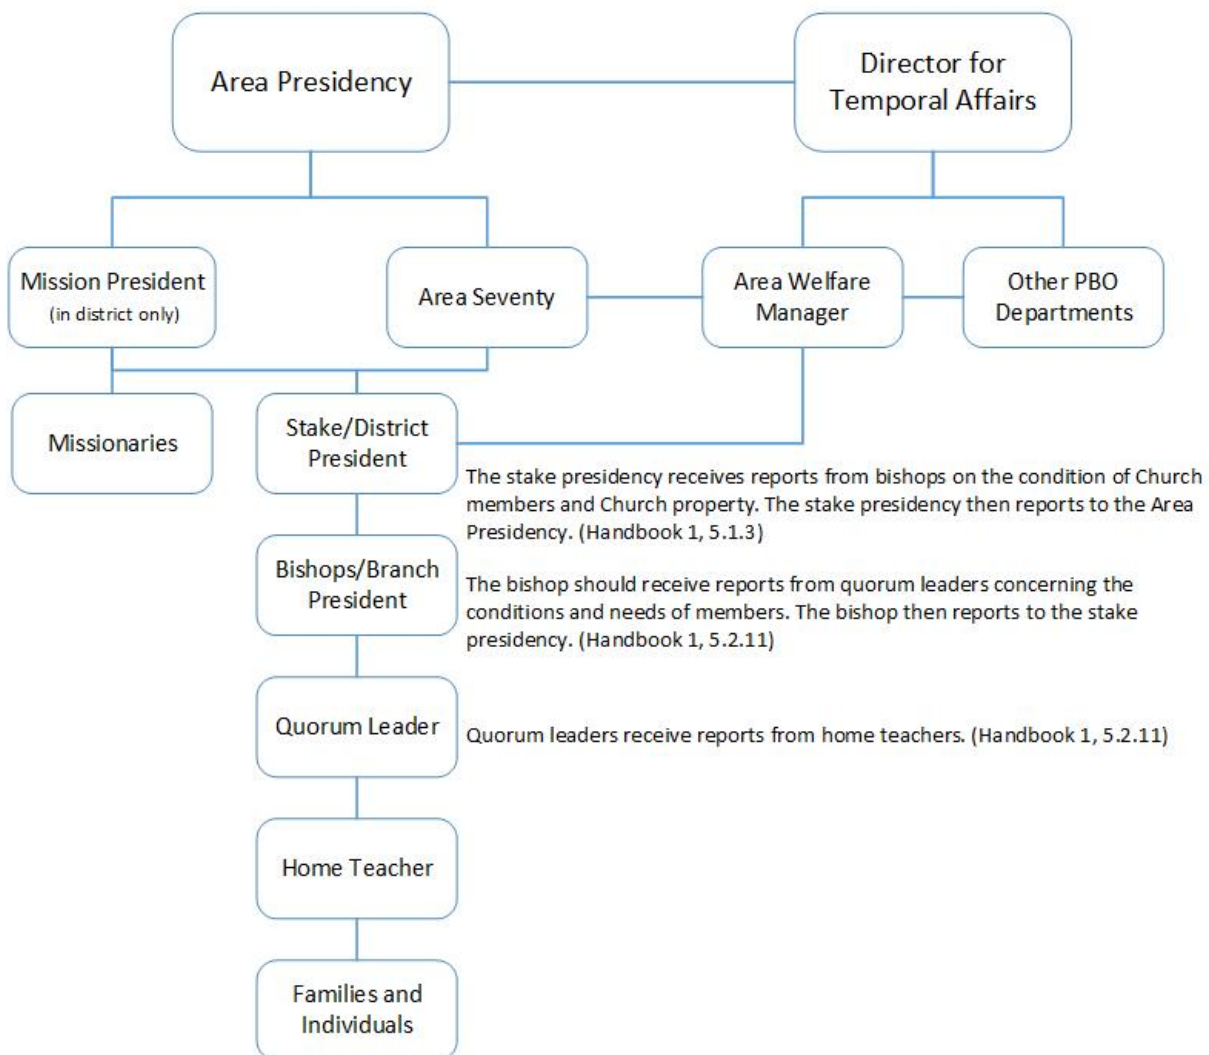 Area Presidency
Director for
Temporal Affairs
Mission President
(in district only)
Area Seventy
Area Welfare
Manager
Other PBO
Departments
Missionaries
Stake/District
President
The stake presidency receives reports from bishops on the condition of Church
members and Church property. The stake presidency then reports to the Area
Presidency. (Handbook 1, 5.1.3)
Bishops/Branch
President
The bishop should receive reports from quorum leaders concerning the
conditions and needs of members. The bishop then reports to the stake
presidency. (Handbook 1, 5.2.11)
Quorum Leader
Quorum leaders receive reports from home teachers. (Handbook 1, 5.2.11)
Home Teacher
Families and
Individuals